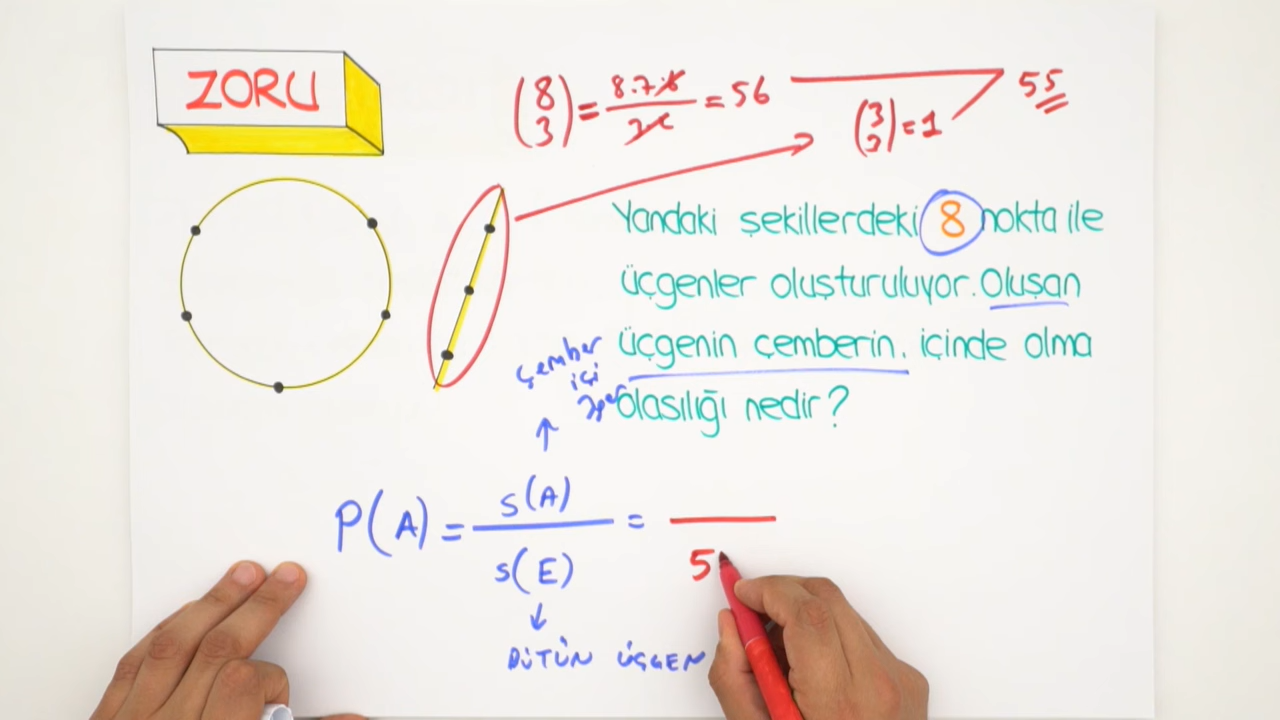 ZORU
(8 3) = 8.7.6 / 3.2 = 56
(3 3) = 1
55
Yandaki şekillerdeki 8 nokta ile
üçgenler oluşturuluyor. Oluşan
üçgenin çemberin. içinde olma
olasılığı nedir?
çember
içi
P(A) = s(A) / s(E) =
5
BÜTÜN ÜÇGEN